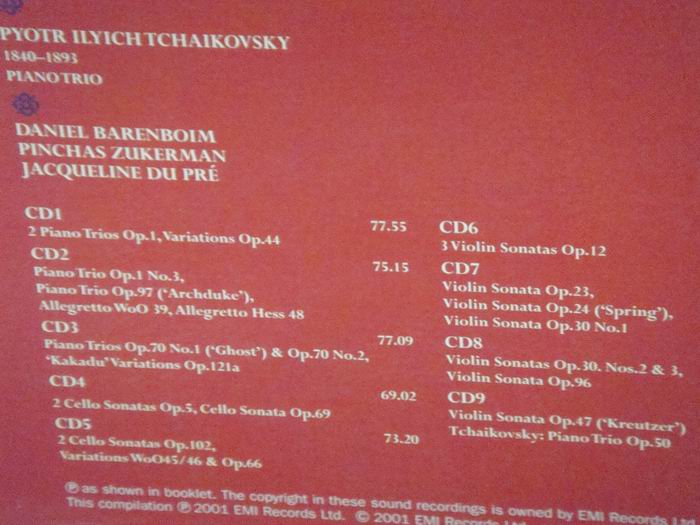 PYOTR ILYICH TCHAIKOVSKY
1840–1893
PIANO TRIO
DANIEL BARENBOIM
PINCHAS ZUKERMAN
JACQUELINE DU PRÉ
CD1 77.55
2 Piano Trios Op.1, Variations Op.44
CD2 75.15
Piano Trio Op.1 No.3,
Piano Trio Op.97 (‘Archduke’),
Allegretto WoO 39, Allegretto Hess 48
CD3 77.09
Piano Trios Op.70 No.1 (‘Ghost’) & Op.70 No.2,
‘Kakadu’ Variations Op.121a
CD4 69.02
2 Cello Sonatas Op.5, Cello Sonata Op.69
CD5 73.20
2 Cello Sonatas Op.102,
Variations WoO45/46 & Op.66
CD6
3 Violin Sonatas Op.12
CD7
Violin Sonata Op.23,
Violin Sonata Op.24 (‘Spring’),
Violin Sonata Op.30 No.1
CD8
Violin Sonatas Op.30. Nos.2 & 3,
Violin Sonata Op.96
CD9
Violin Sonata Op.47 (‘Kreutzer’)
Tchaikovsky: Piano Trio Op.50
℗ as shown in booklet. The copyright in these sound recordings is owned by EMI Records
This compilation ℗ 2001 EMI Records Ltd. © 2001 EMI Records Ltd.